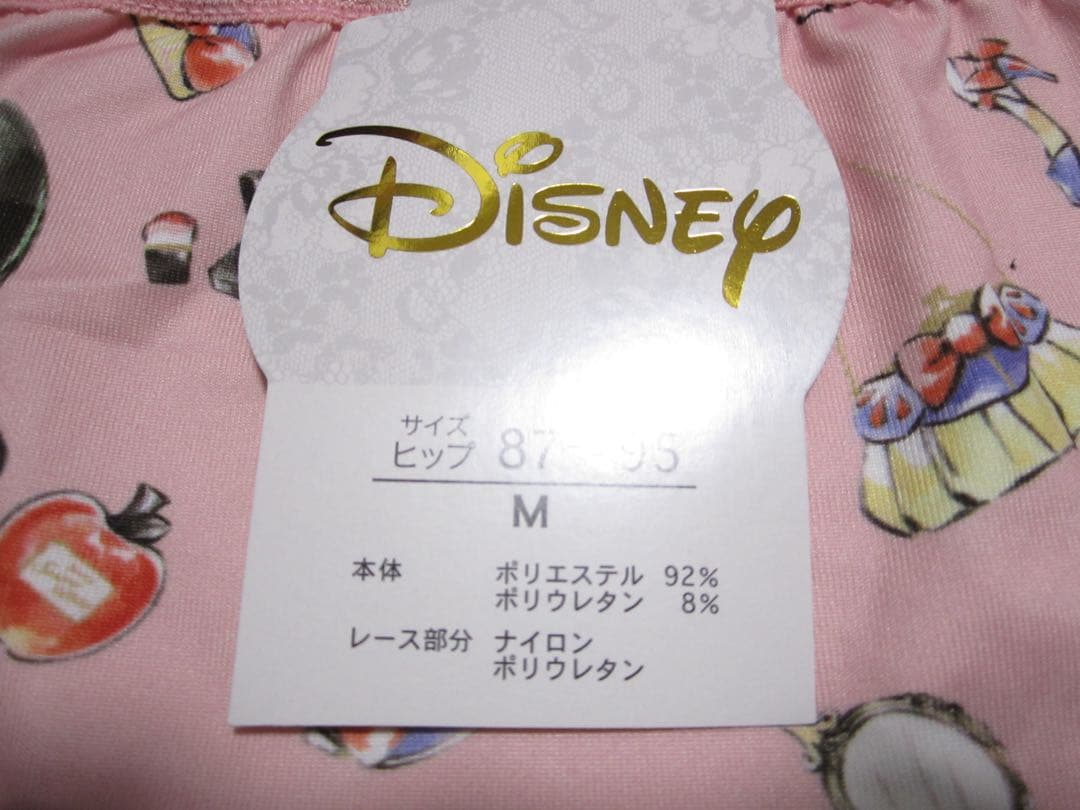 Disney
サイズ
ヒップ 87~95
M
本体 ポリエステル 92%
ポリウレタン 8%
レース部分 ナイロン
ポリウレタン